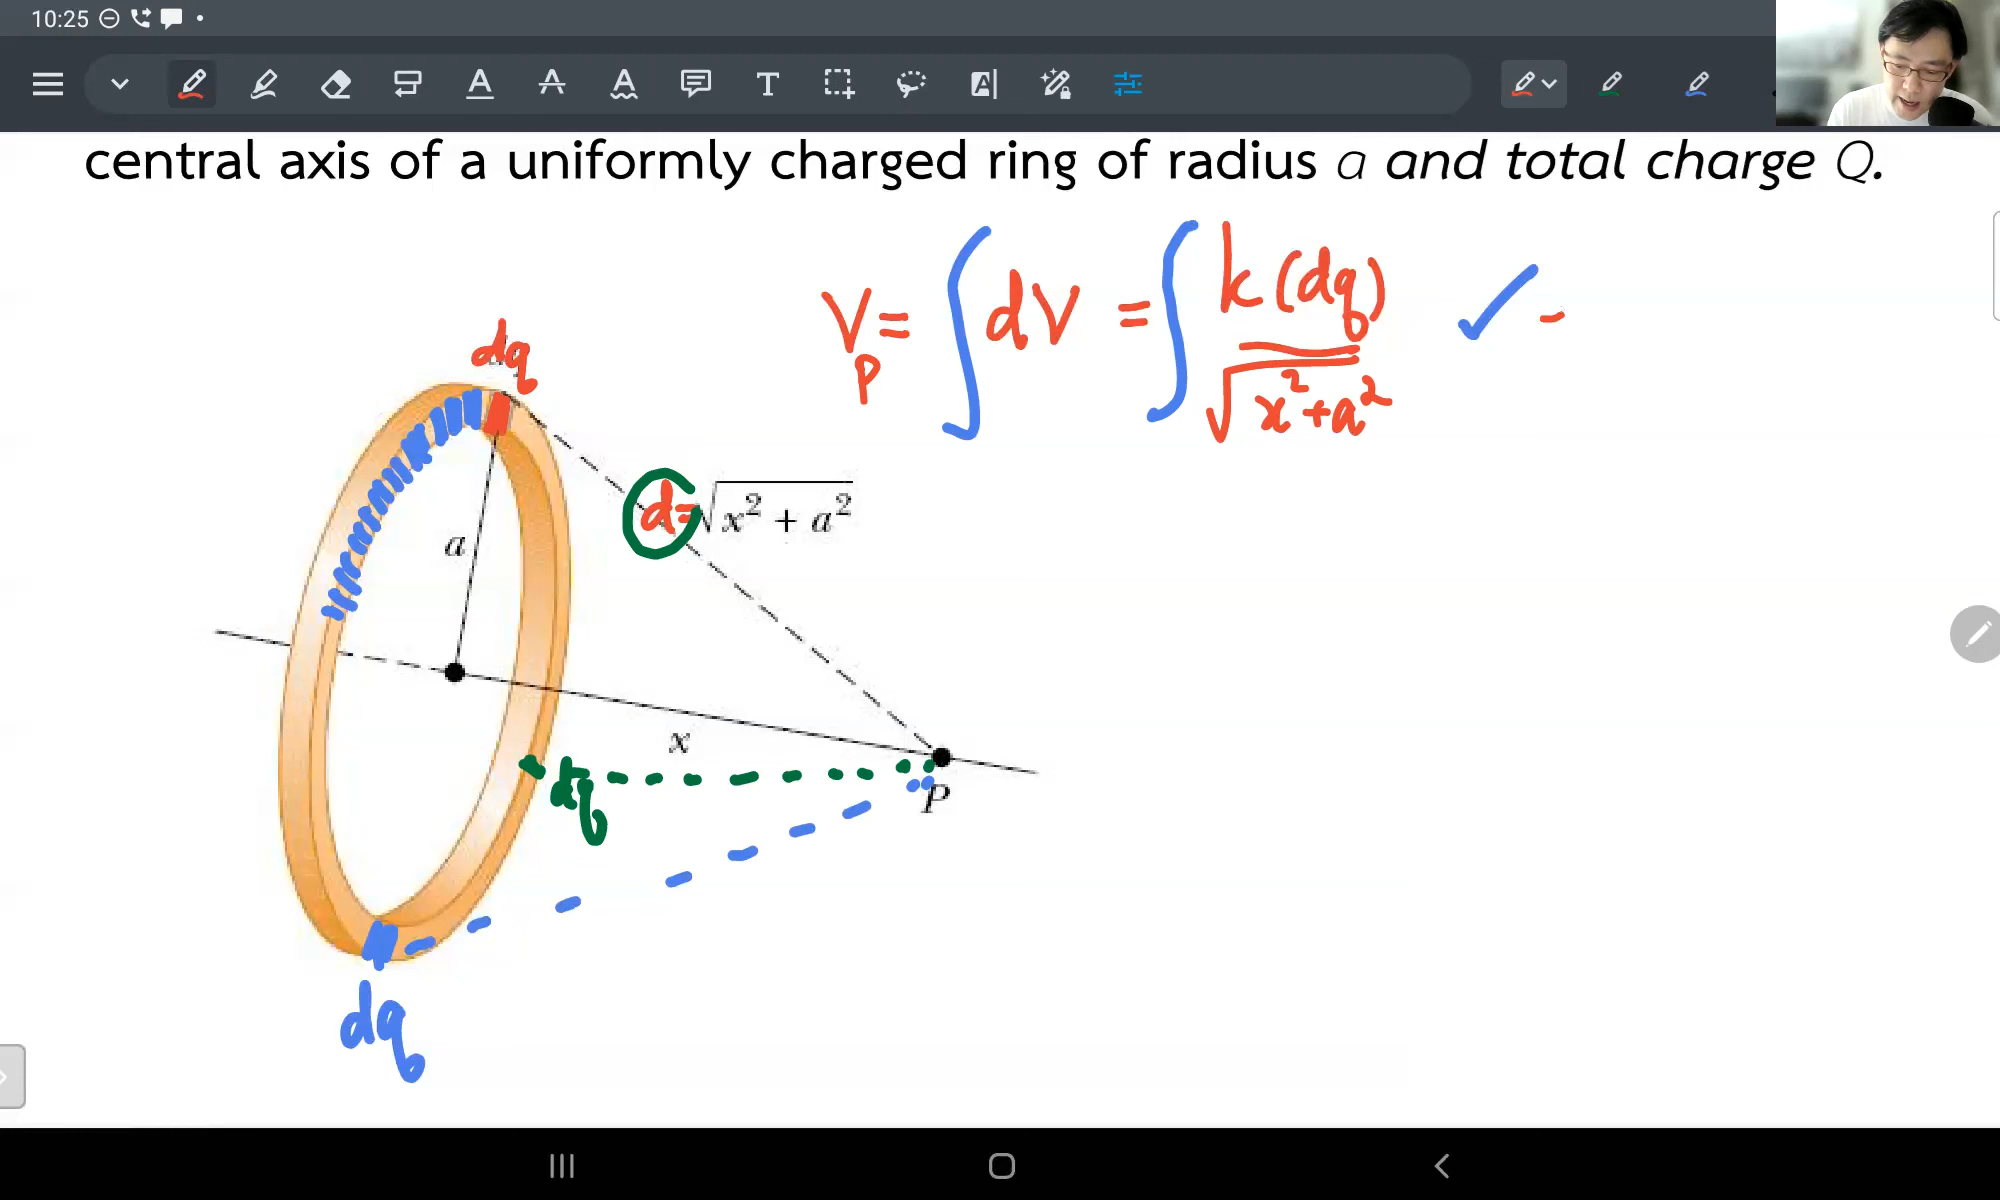 10:25
central axis of a uniformly charged ring of radius a and total charge Q.
V_P = ∫ dV = ∫ k(dq) / √(x² + a²) ✓ -
dq
d = √(x² + a²)
a
x
dq
P
dq